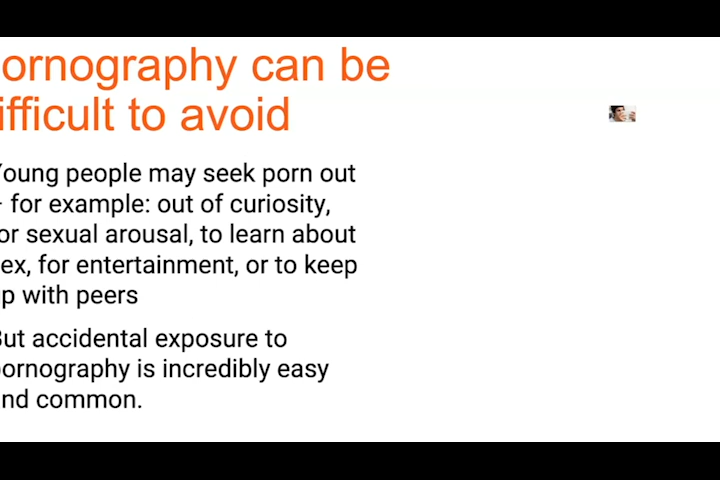 ornography can be
ifficult to avoid
Young people may seek porn out
- for example: out of curiosity,
or sexual arousal, to learn about
ex, for entertainment, or to keep
p with peers
But accidental exposure to
pornography is incredibly easy
nd common.